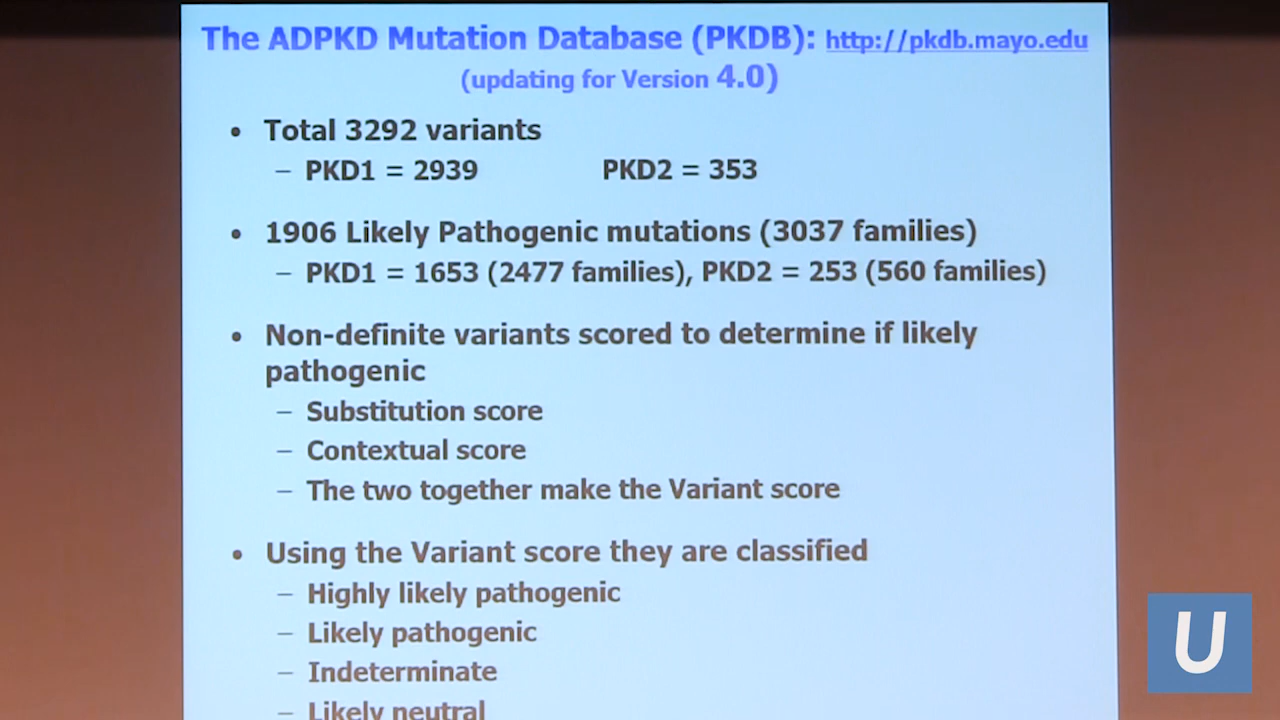 The ADPKD Mutation Database (PKDB): http://pkdb.mayo.edu
(updating for Version 4.0)
• Total 3292 variants
– PKD1 = 2939 PKD2 = 353
• 1906 Likely Pathogenic mutations (3037 families)
– PKD1 = 1653 (2477 families), PKD2 = 253 (560 families)
• Non-definite variants scored to determine if likely
pathogenic
– Substitution score
– Contextual score
– The two together make the Variant score
• Using the Variant score they are classified
– Highly likely pathogenic
– Likely pathogenic
– Indeterminate
– Likely neutral
U